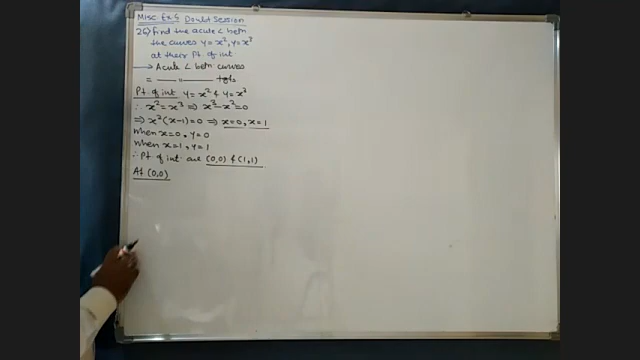 Misc. Ex. 4 Doubt Session
26) Find the acute ∠ betn
the curves y = x², y = x³
at their pt. of int
→ Acute ∠ betn. curves
= —— " —— tgts
Pt. of int y = x² & y = x³
∴ x² = x³ ⇒ x³ - x² = 0
⇒ x²(x-1) = 0 ⇒ x=0, x=1
when x=0, y=0
when x=1, y=1
∴ pt of int: are (0,0) & (1,1)
At (0,0)